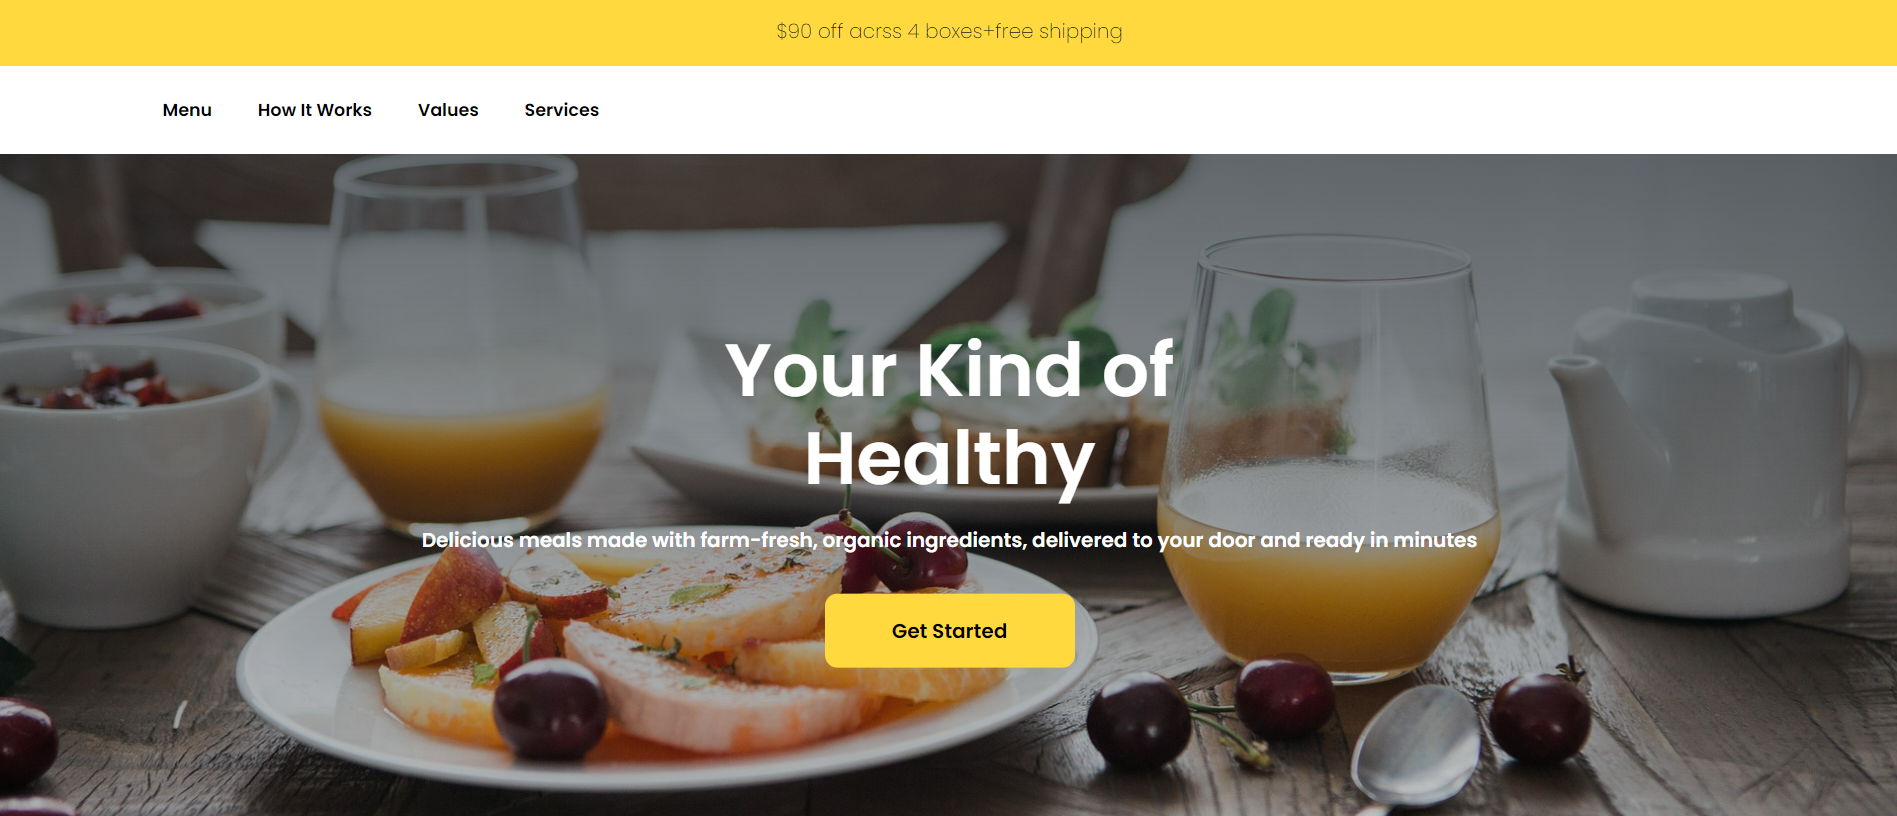 $90 off acrss 4 boxes+free shipping
Menu How It Works Values Services
Your Kind of
Healthy
Delicious meals made with farm-fresh, organic ingredients, delivered to your door and ready in minutes
Get Started